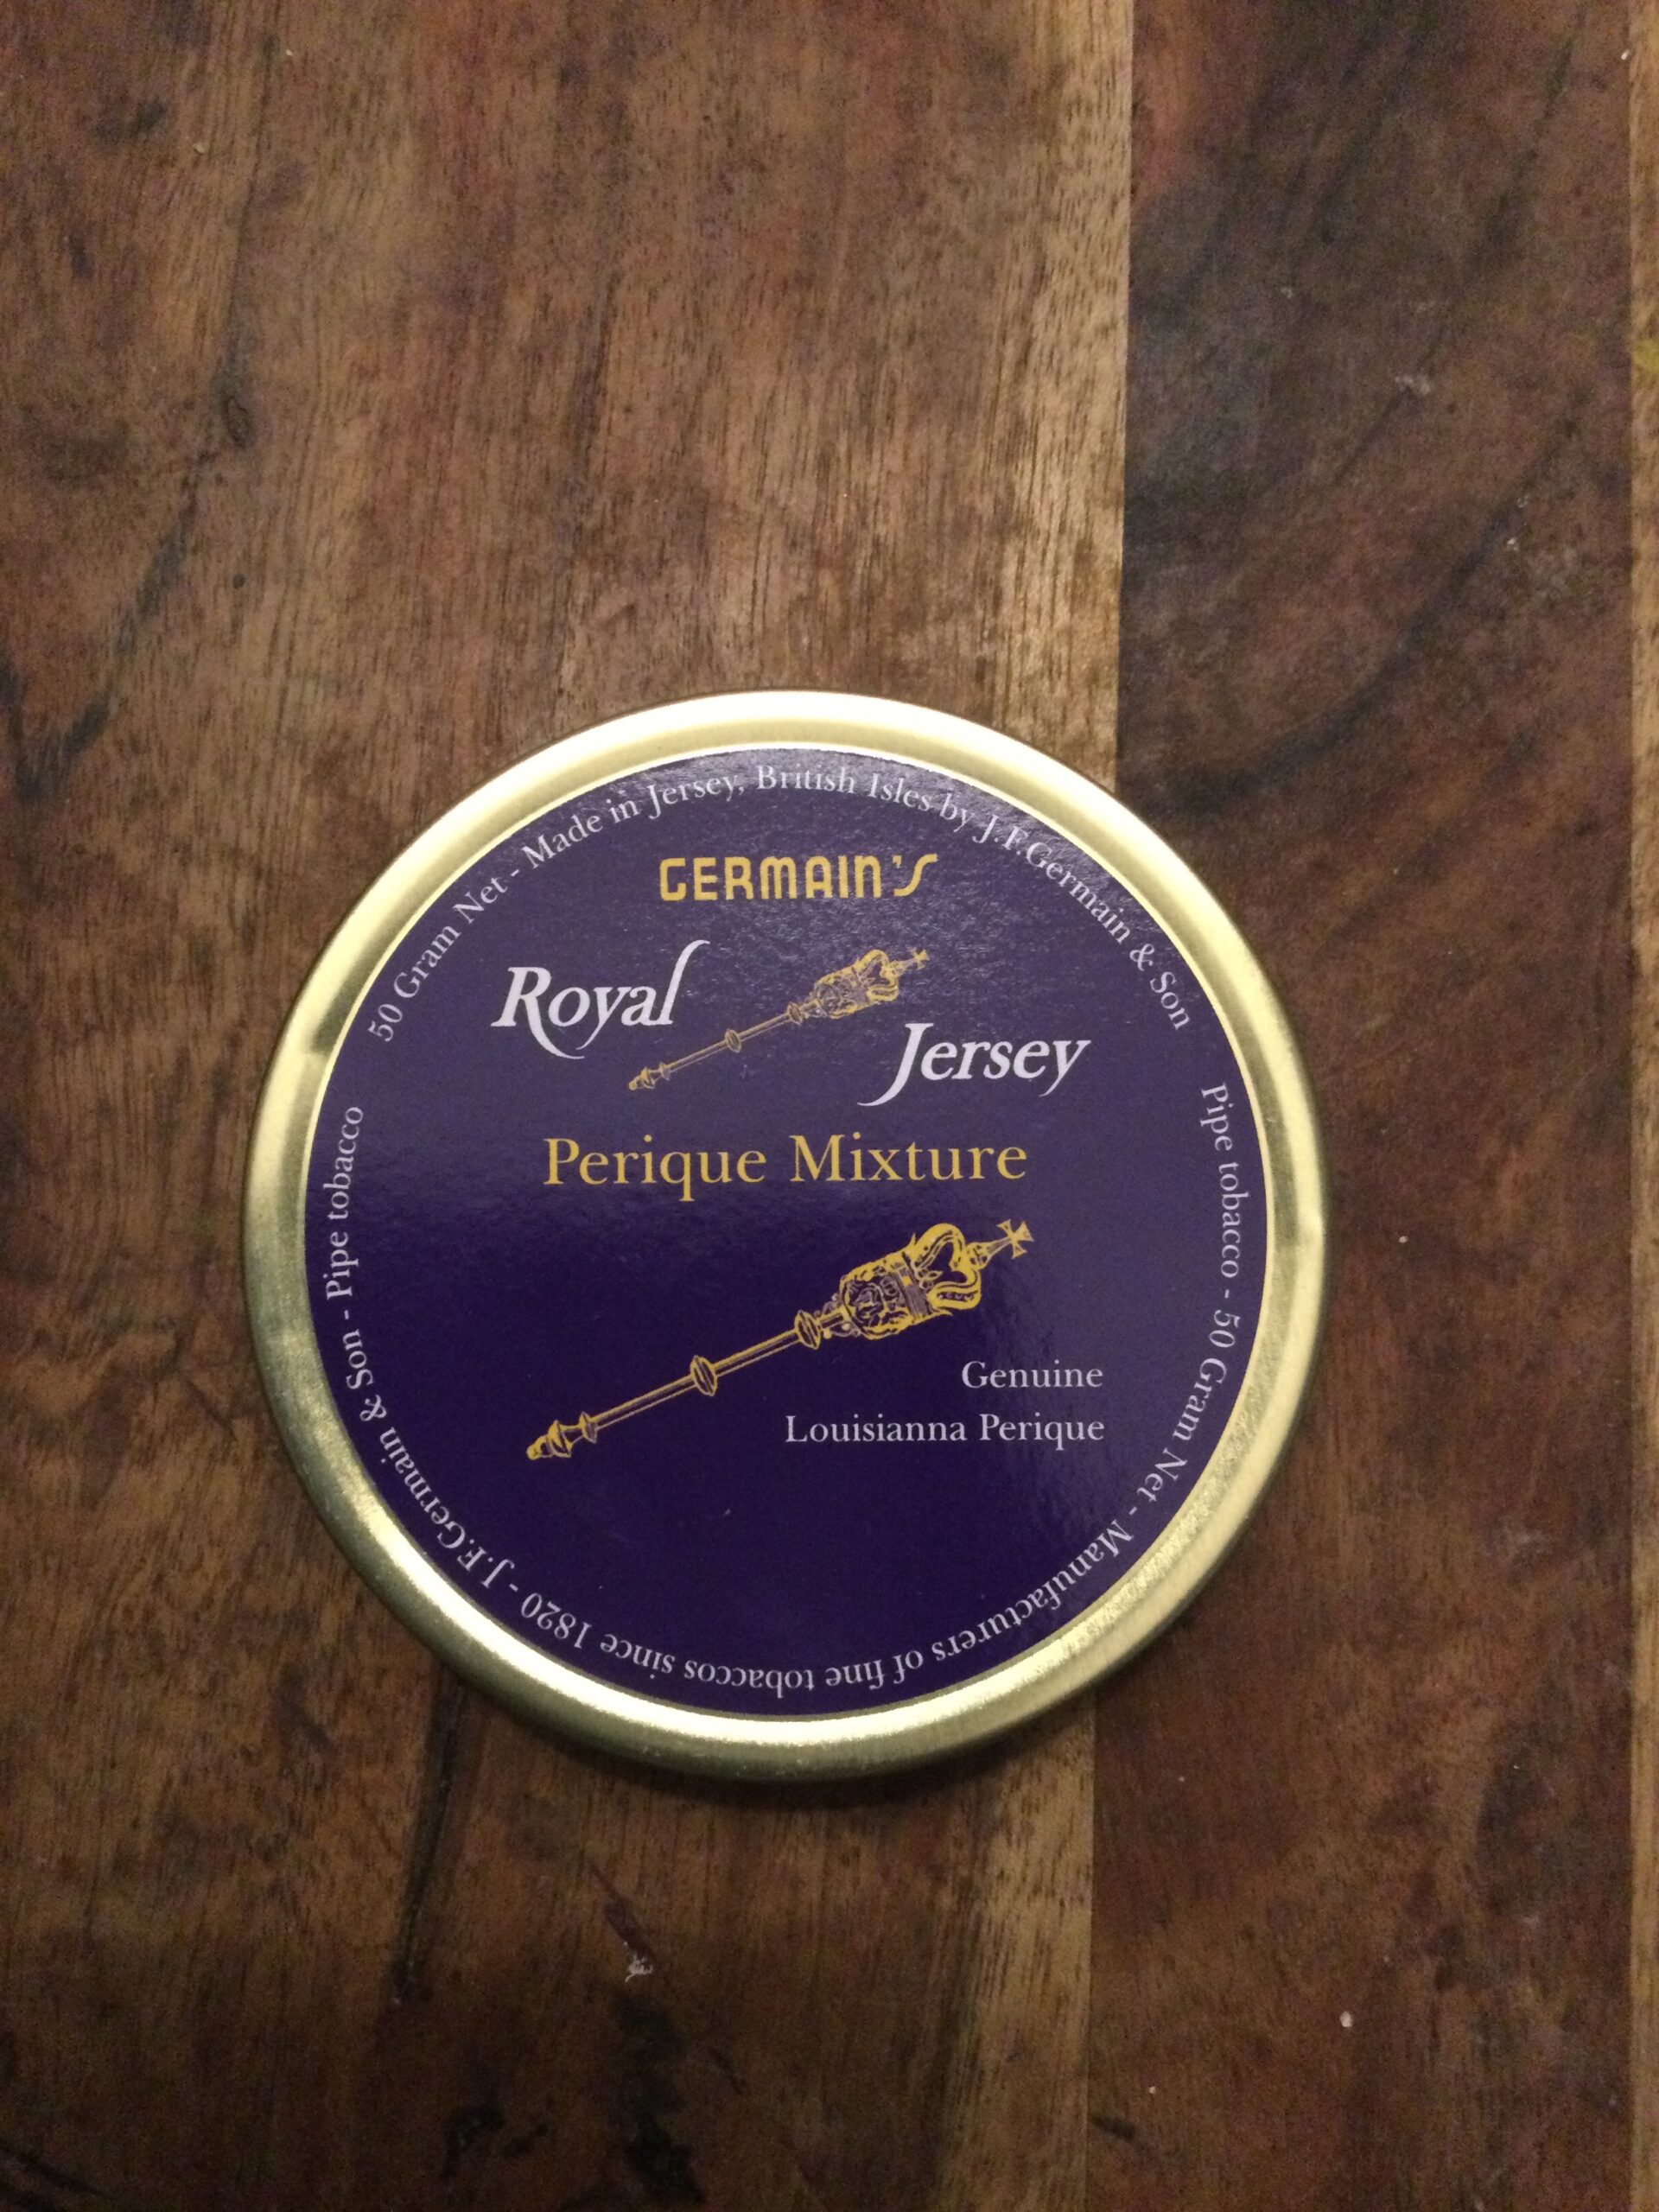 50 Gram Net - Made in Jersey, British Isles by J.F.Germain & Son
GERMAIN'S
Royal
Jersey
Perique Mixture
Genuine
Louisianna Perique
Pipe tobacco - 50 Gram Net - Manufacturers of fine tobaccos since 1820 - J.F.Germain & Son - Pipe tobacco